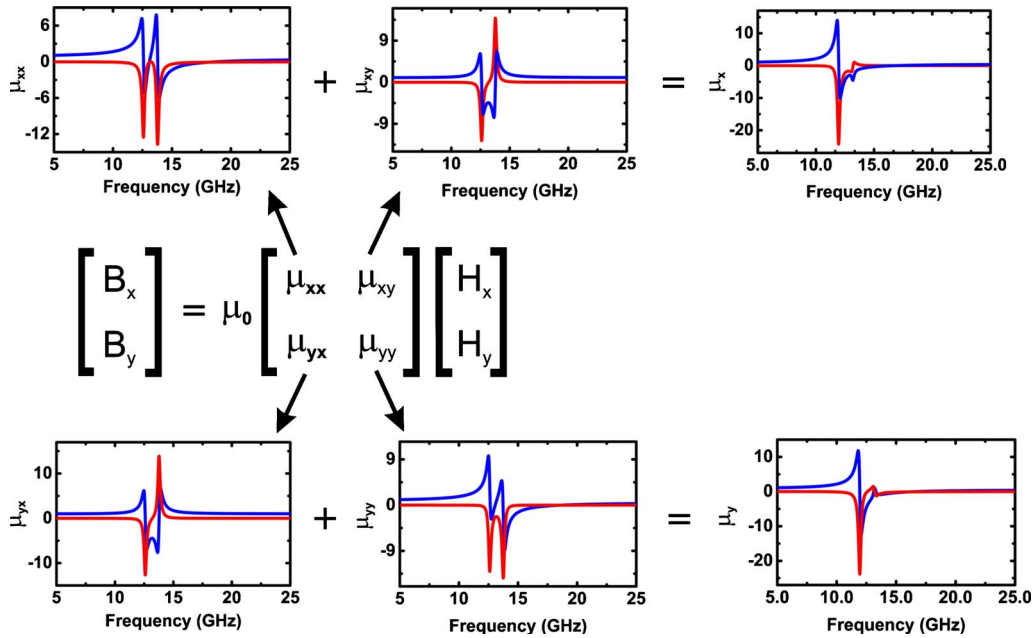 μxx
6
0
-6
-12
5 10 15 20 25
Frequency (GHz)
+
μxy
9
0
-9
5 10 15 20 25
Frequency (GHz)
=
μx
10
0
-10
-20
5.0 10.0 15.0 20.0 25.0
Frequency (GHz)
[Bx] = μ0 [μxx μxy] [Hx]
[By] [μyx μyy] [Hy]
μyx
10
0
-10
5 10 15 20 25
Frequency (GHz)
+
μyy
9
0
-9
5 10 15 20 25
Frequency (GHz)
=
μy
10
0
-10
-20
5.0 10.0 15.0 20.0 25.0
Frequency (GHz)